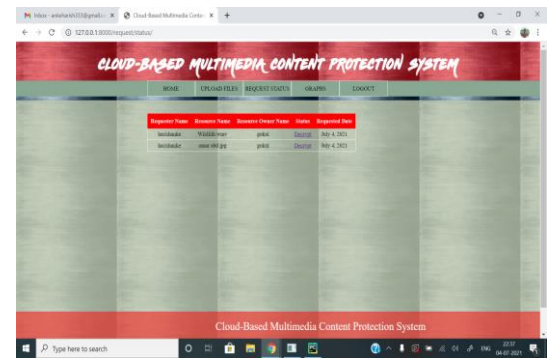 Cloud-Based Multimedia Conte
127.0.0.1:8000/request/status/
CLOUD-BASED MULTIMEDIA CONTENT PROTECTION SYSTEM
HOME UPLOAD FILES REQUEST STATUS GRAPHS LOGOUT
Requester Name Resource Name Resource Owner Name Status Requested Date
Wildlife.wmv gokul Decrypt July 4, 2021
gokul Decrypt July 4, 2021
Cloud-Based Multimedia Content Protection System
Type here to search
ENG 22:37
04-07-2021